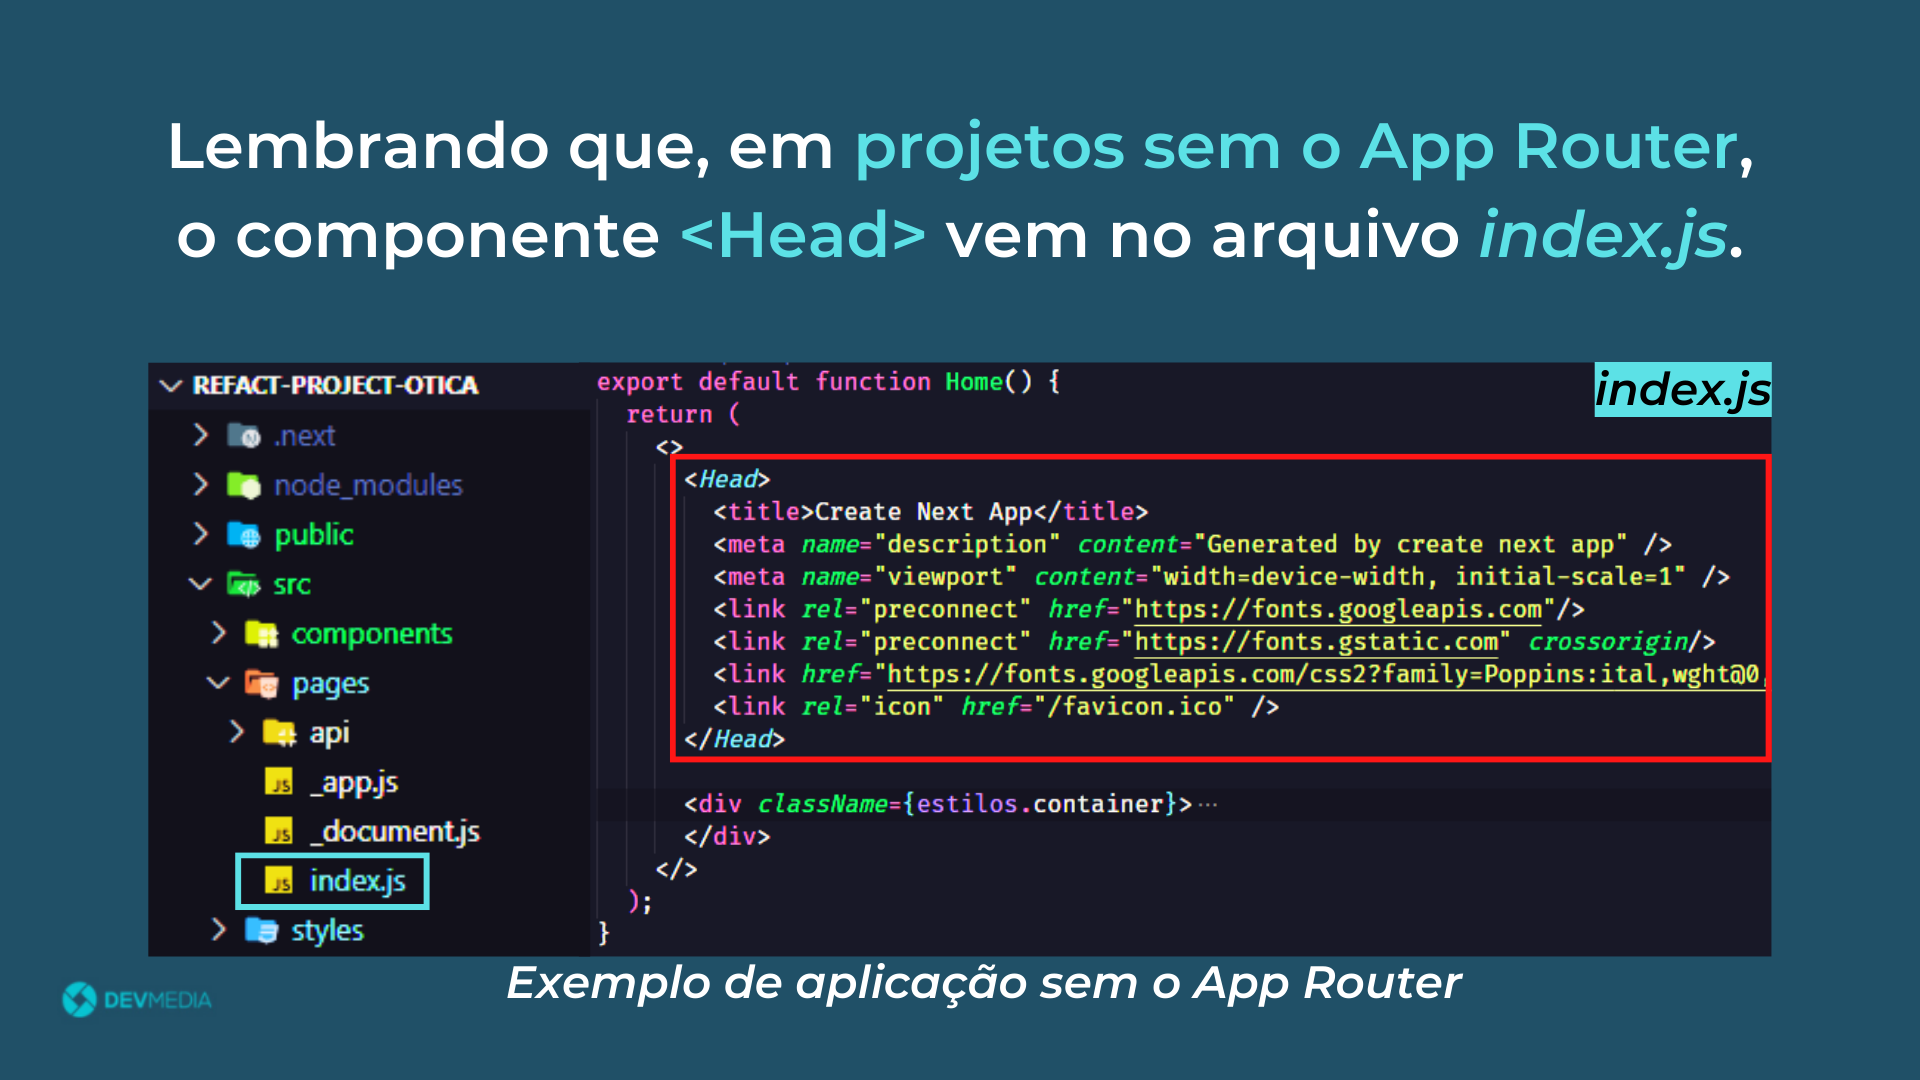 Lembrando que, em projetos sem o App Router,
o componente <Head> vem no arquivo index.js.
REFACT-PROJECT-OTICA
.next
node_modules
public
src
components
pages
api
_app.js
_document.js
index.js
styles
index.js
export default function Home() {
return (
<>
<Head>
<title>Create Next App</title>
<meta name="description" content="Generated by create next app" />
<meta name="viewport" content="width=device-width, initial-scale=1" />
<link rel="preconnect" href="https://fonts.googleapis.com"/>
<link rel="preconnect" href="https://fonts.gstatic.com" crossorigin/>
<link href="https://fonts.googleapis.com/css2?family=Poppins:ital,wght@0,
<link rel="icon" href="/favicon.ico" />
</Head>
<div className={estilos.container}>···
</div>
</>
);
}
Exemplo de aplicação sem o App Router
DEVMEDIA